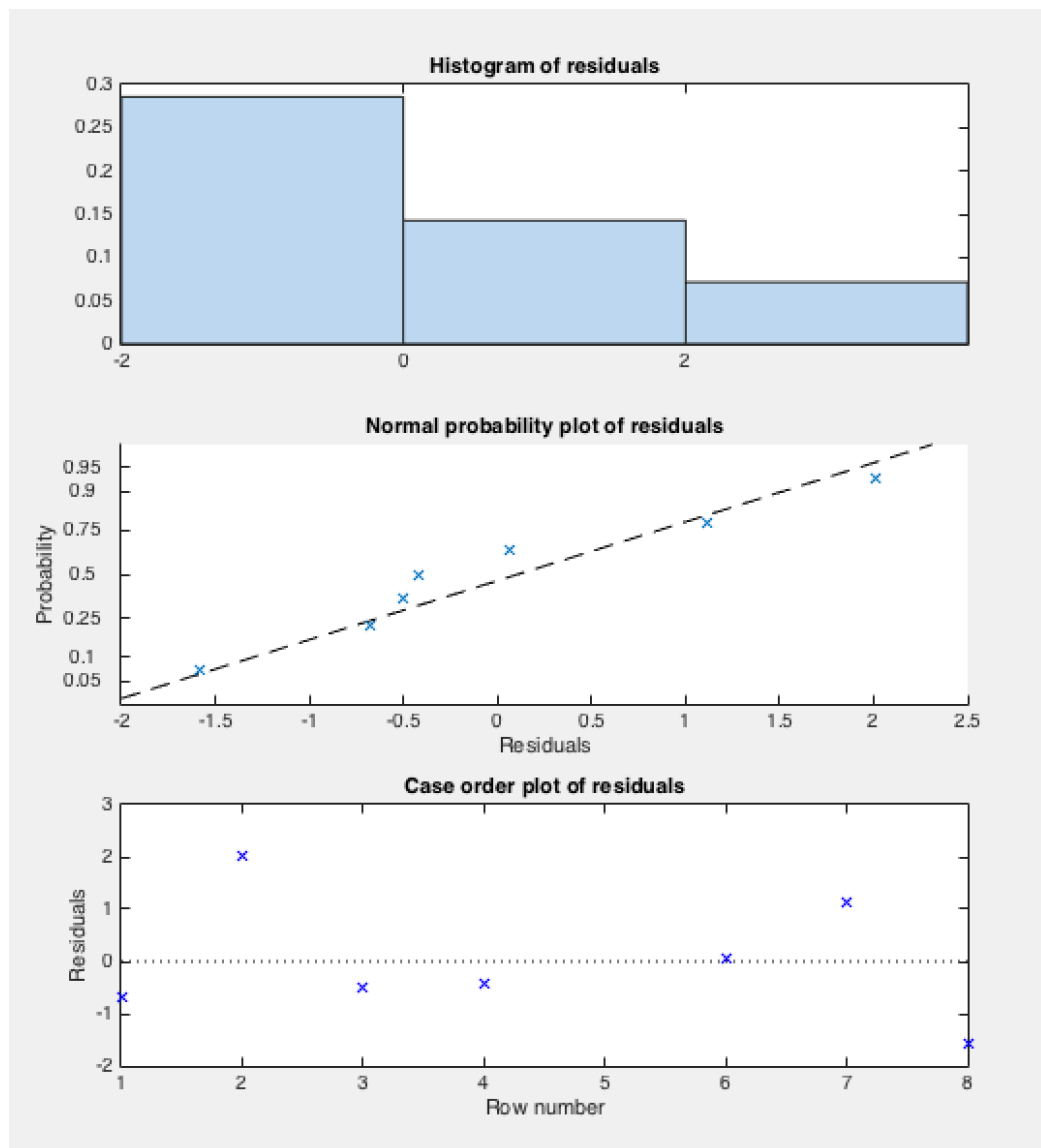 Histogram of residuals
0.3
0.25
0.2
0.15
0.1
0.05
0
-2 0 2
Normal probability plot of residuals
0.95
0.9
0.75
0.5
0.25
0.1
0.05
Probability
-2 -1.5 -1 -0.5 0 0.5 1 1.5 2 2.5
Residuals
Case order plot of residuals
3
2
1
0
-1
-2
Residuals
1 2 3 4 5 6 7 8
Row number